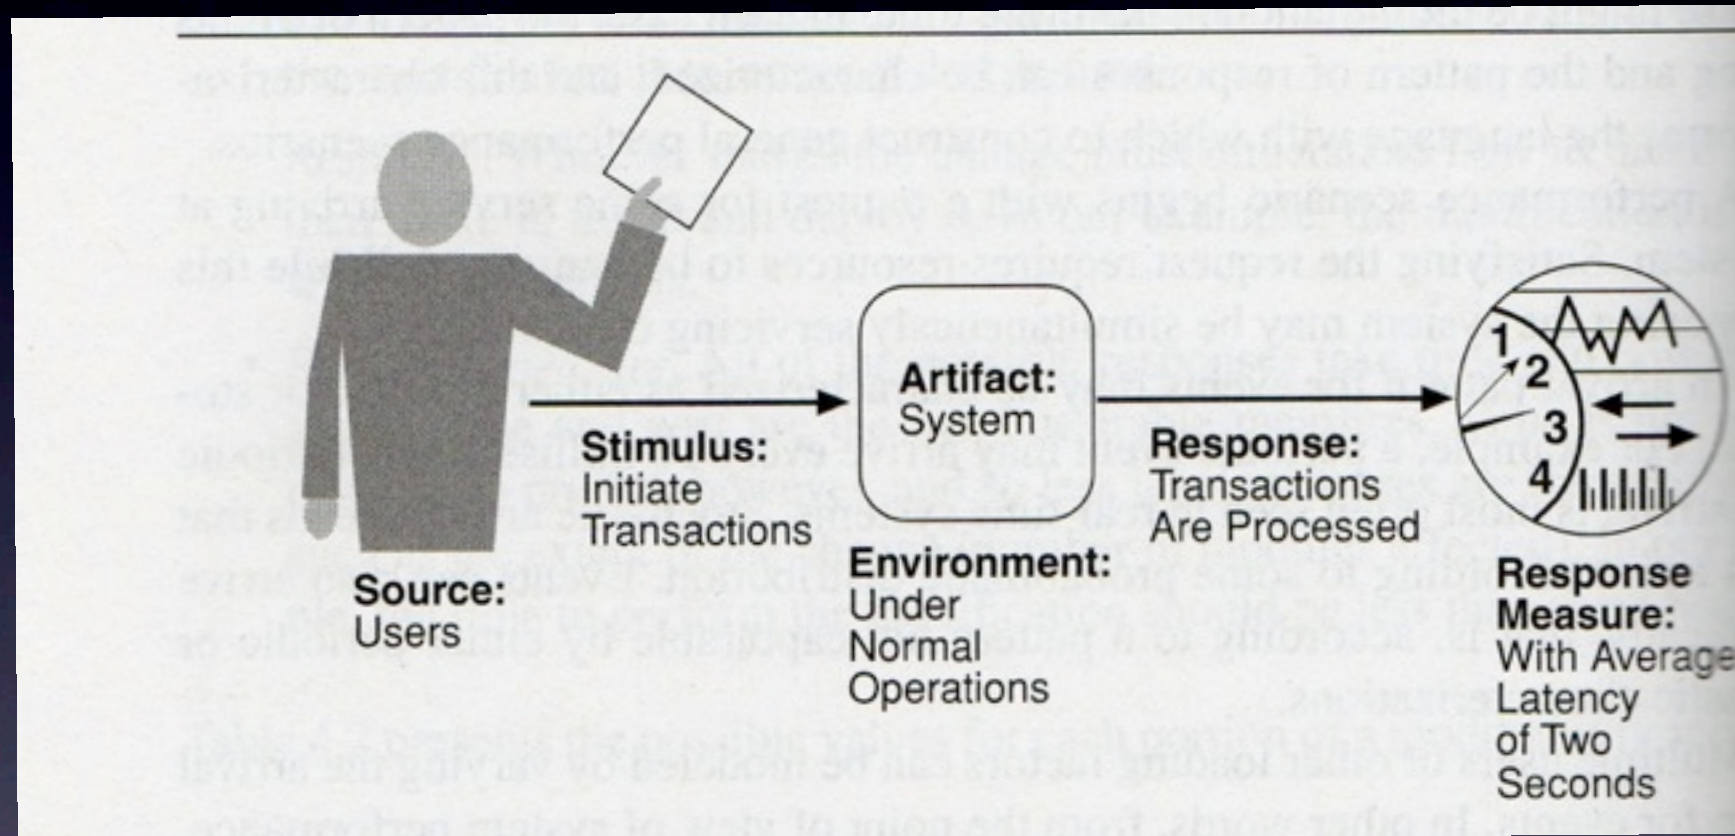 Source:
Users
Stimulus:
Initiate
Transactions
Artifact:
System
Environment:
Under
Normal
Operations
Response:
Transactions
Are Processed
1
2
3
4
Response
Measure:
With Average
Latency
of Two
Seconds